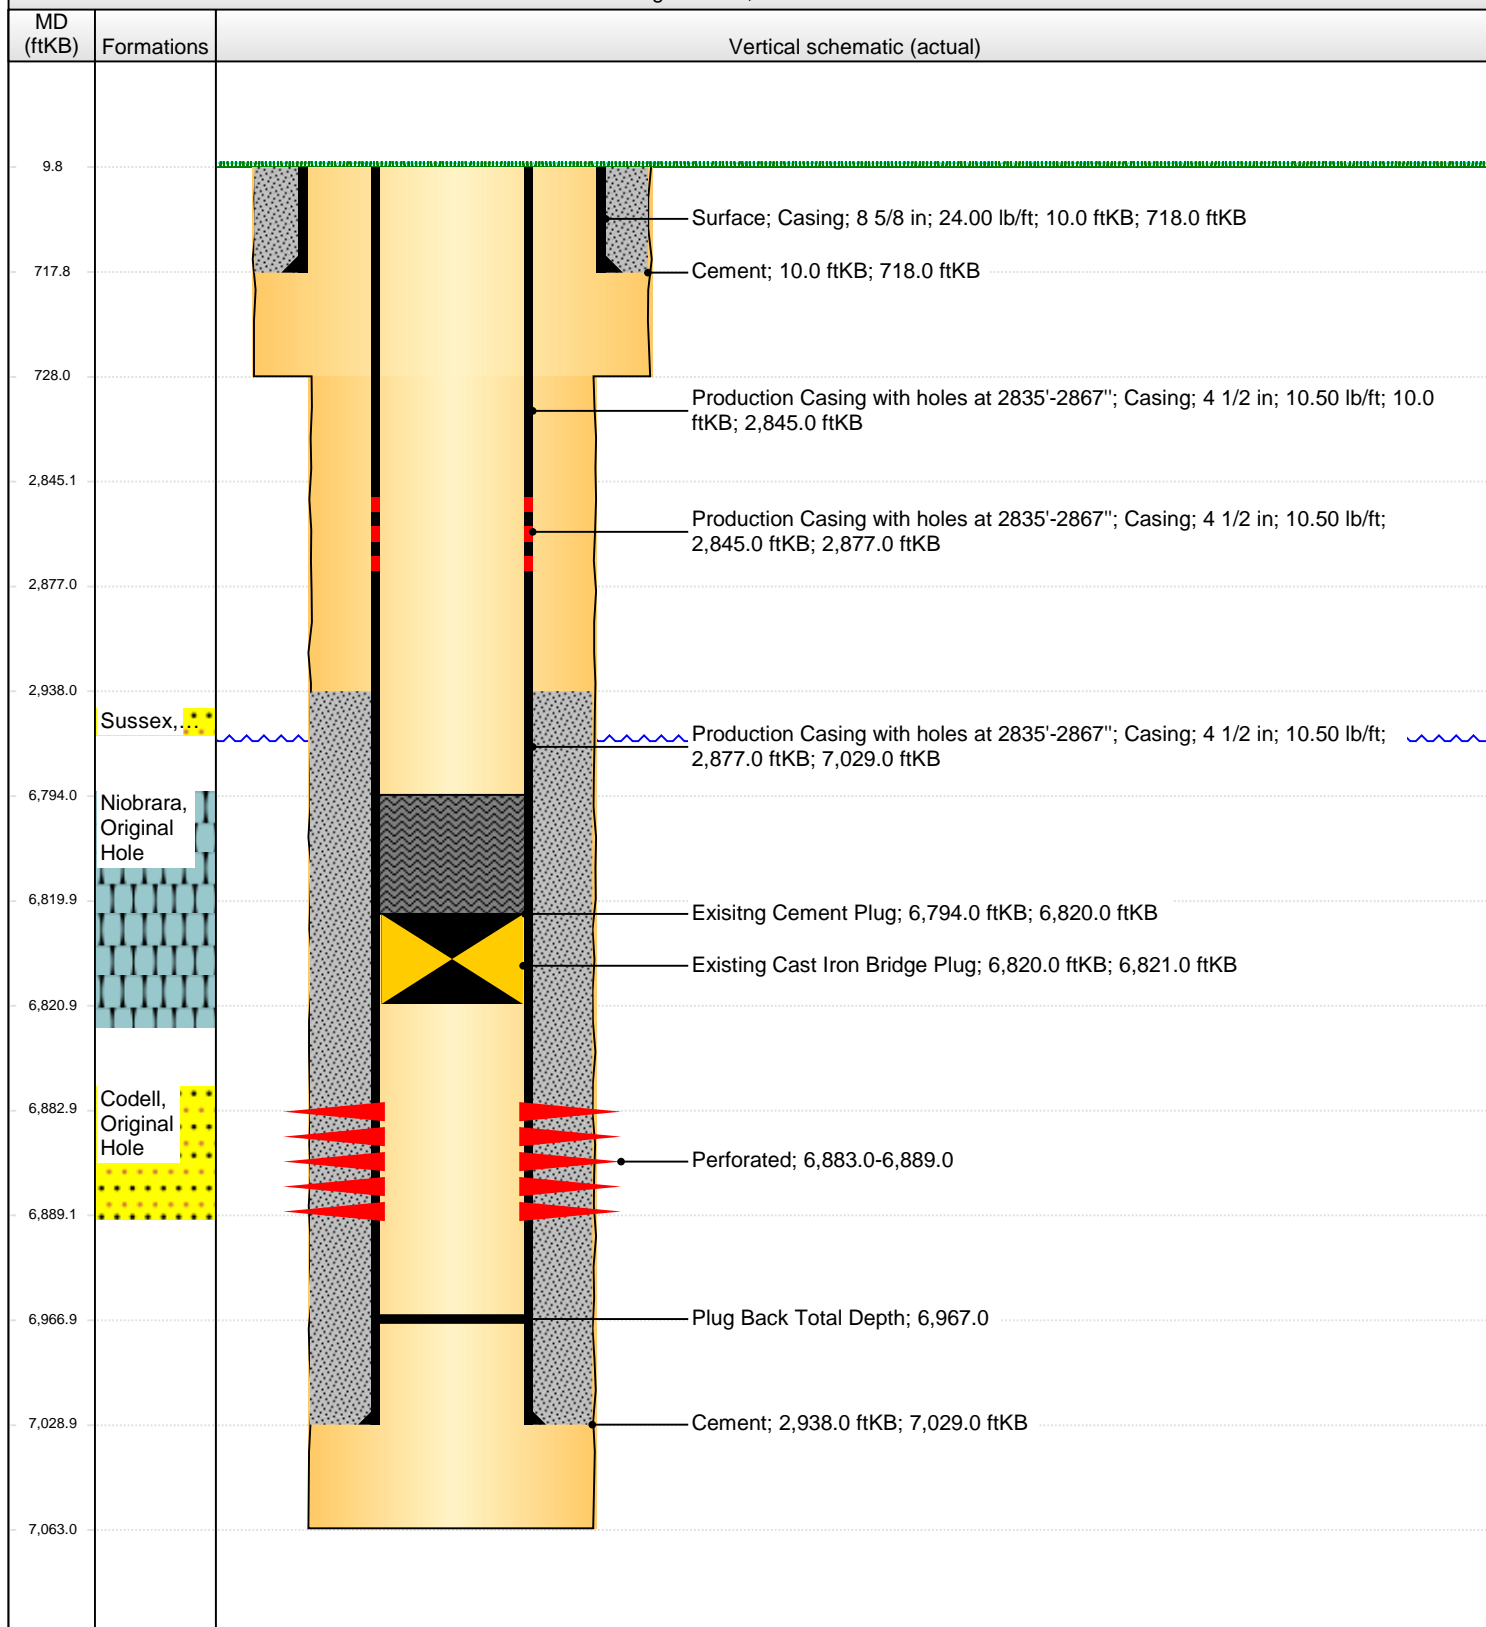 MD
(ftKB)
Formations
Vertical schematic (actual)
9.8
Surface; Casing; 8 5/8 in; 24.00 lb/ft; 10.0 ftKB; 718.0 ftKB
717.8
Cement; 10.0 ftKB; 718.0 ftKB
728.0
Production Casing with holes at 2835'-2867"; Casing; 4 1/2 in; 10.50 lb/ft; 10.0
ftKB; 2,845.0 ftKB
2,845.1
Production Casing with holes at 2835'-2867"; Casing; 4 1/2 in; 10.50 lb/ft;
2,845.0 ftKB; 2,877.0 ftKB
2,877.0
2,938.0
Sussex,...
Production Casing with holes at 2835'-2867"; Casing; 4 1/2 in; 10.50 lb/ft;
2,877.0 ftKB; 7,029.0 ftKB
6,794.0
Niobrara,
Original
Hole
6,819.9
Exisitng Cement Plug; 6,794.0 ftKB; 6,820.0 ftKB
Existing Cast Iron Bridge Plug; 6,820.0 ftKB; 6,821.0 ftKB
6,820.9
Codell,
Original
Hole
6,882.9
Perforated; 6,883.0-6,889.0
6,889.1
6,966.9
Plug Back Total Depth; 6,967.0
7,028.9
Cement; 2,938.0 ftKB; 7,029.0 ftKB
7,063.0